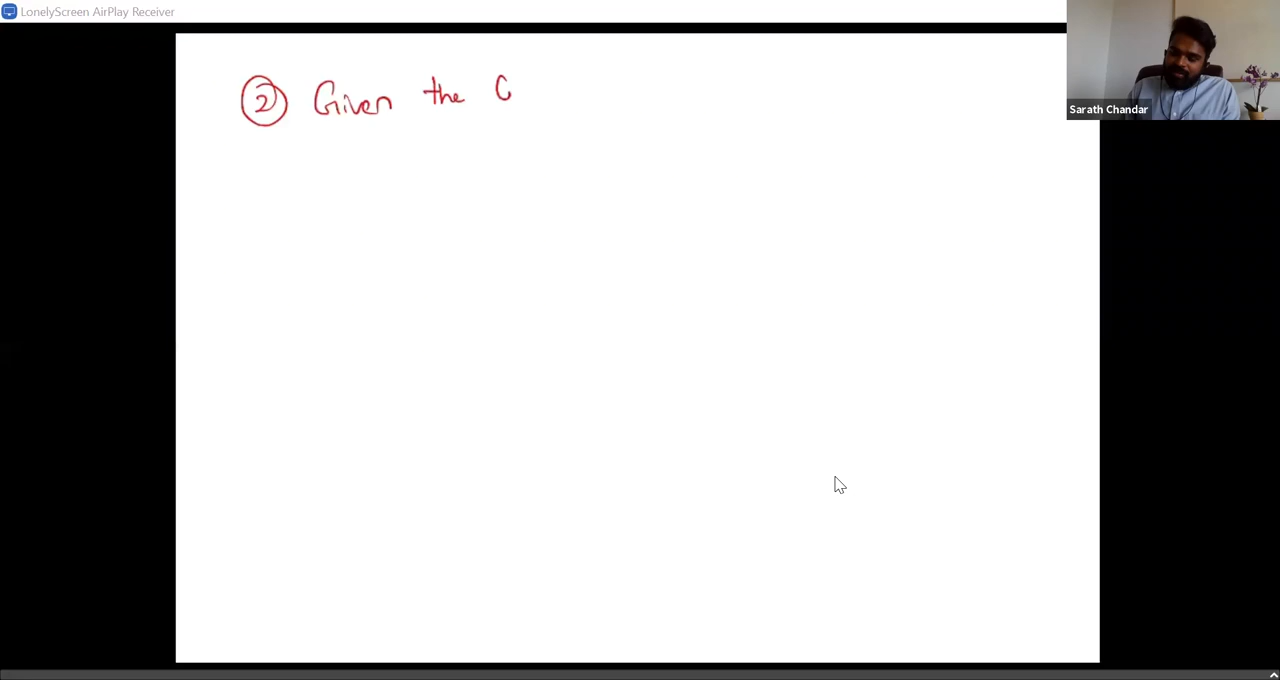 LonelyScreen AirPlay Receiver
② Given the C
Sarath Chandar